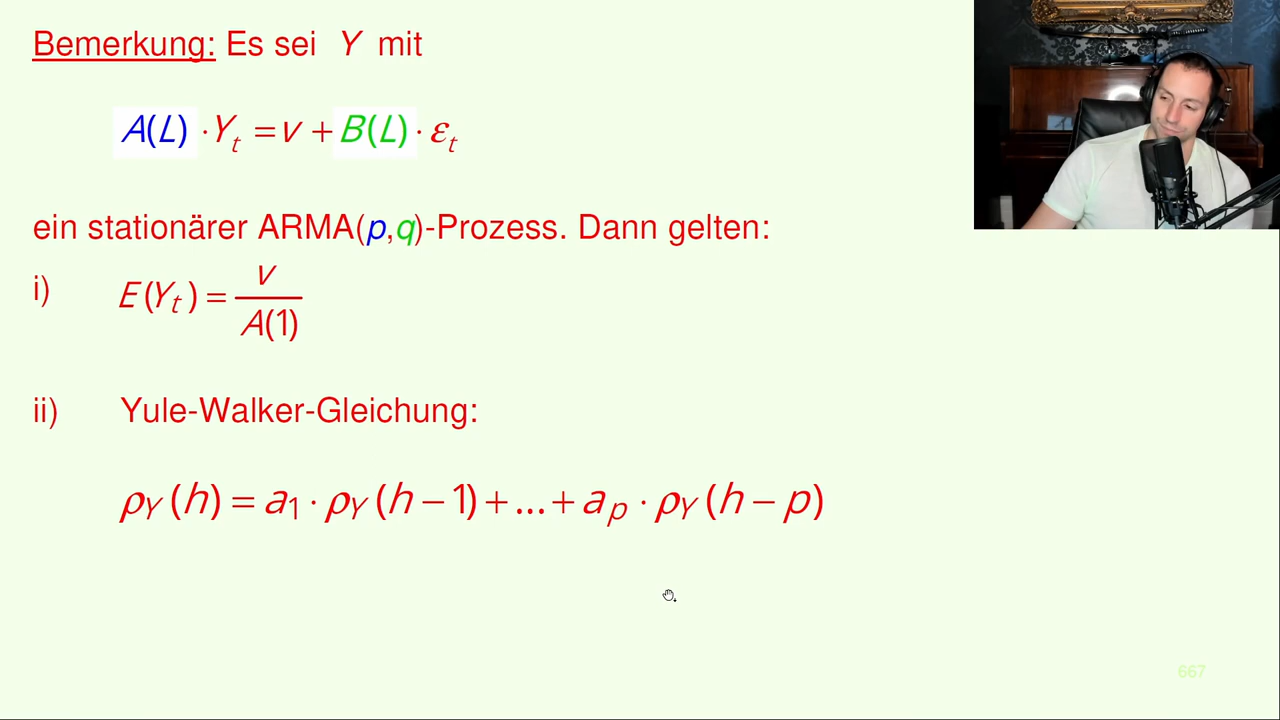 Bemerkung: Es sei Y mit
A(L) · Y_t = ν + B(L) · ε_t
ein stationärer ARMA(p,q)-Prozess. Dann gelten:
i) E(Y_t) = ν / A(1)
ii) Yule-Walker-Gleichung:
ρ_Y(h) = a_1 · ρ_Y(h − 1) + ... + a_p · ρ_Y(h − p)
667